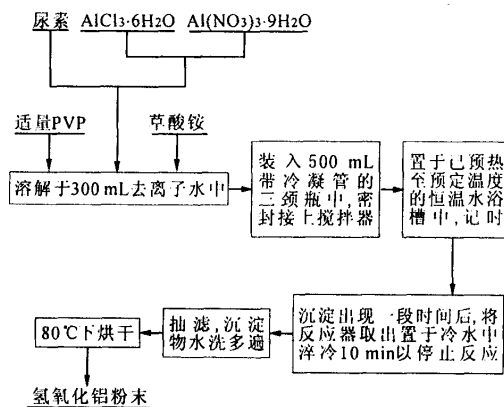 尿素 AlCl3·6H2O Al(NO3)3·9H2O
适量PVP 草酸铵
溶解于300mL去离子水中
装入500mL
带冷凝管的
二颈瓶中,密
封接上搅拌器
置于已预热
至预定温度
的恒温水浴
槽中,记时
沉淀出现一段时间后,将
反应器取出置于冷水中
淬冷10min以停止反应
抽滤,沉淀
物水洗多遍
80℃下烘干
氢氧化铝粉末